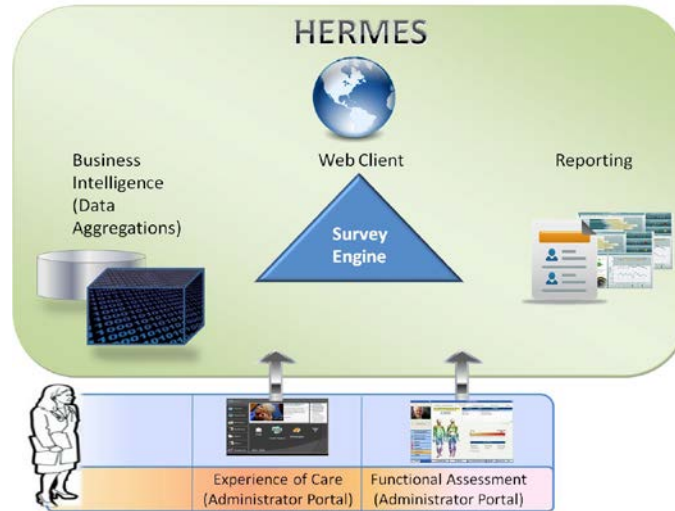 HERMES
Web Client
Business
Intelligence
(Data
Aggregations)
Reporting
Survey
Engine
Experience of Care
(Administrator Portal)
Functional Assessment
(Administrator Portal)